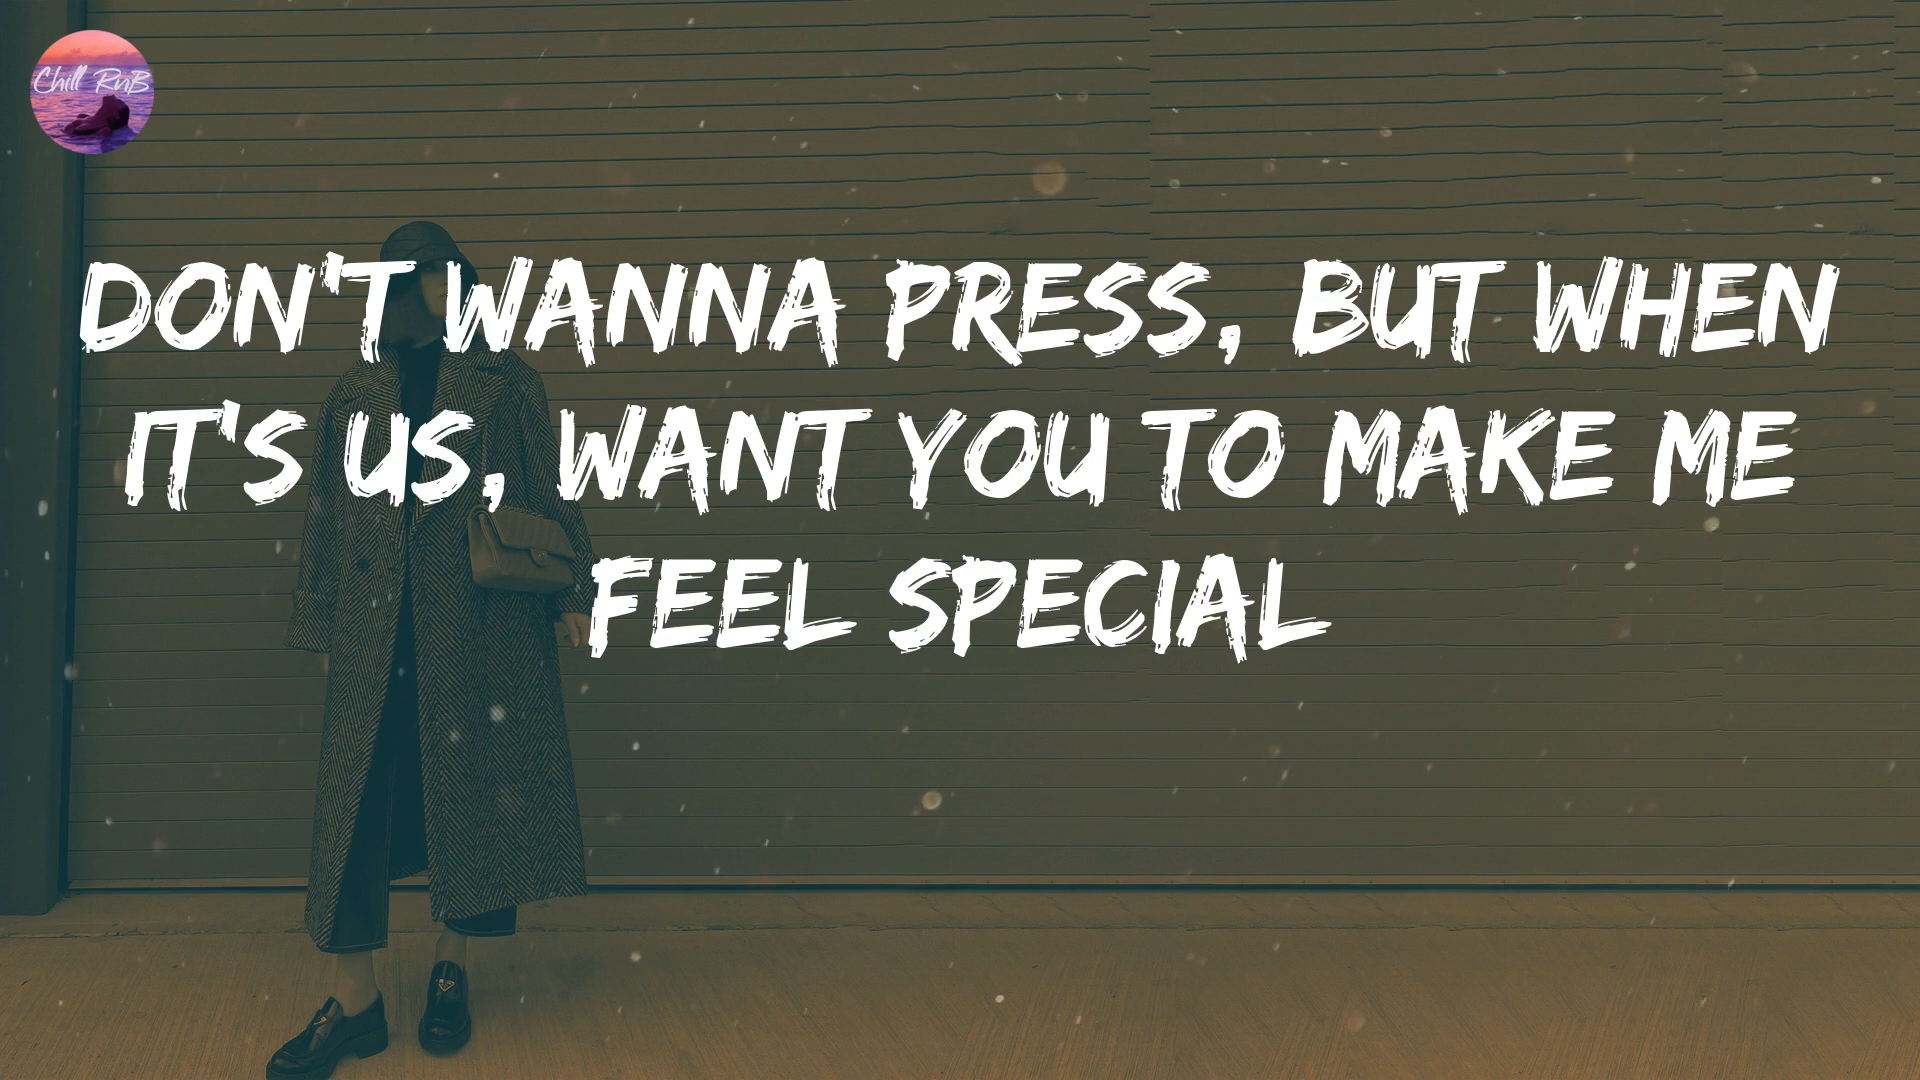 Chill RnB
DON'T WANNA PRESS, BUT WHEN
IT'S US, WANT YOU TO MAKE ME
FEEL SPECIAL